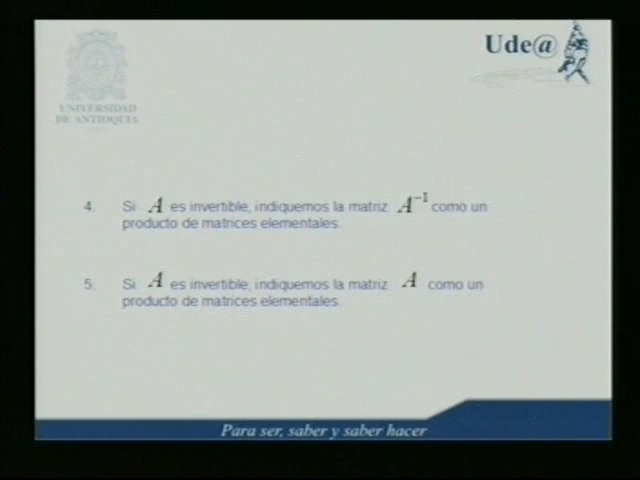 Ude@
UNIVERSIDAD
DE ANTIOQUIA
4. Si A es invertible, indiquemos la matriz A⁻¹ como un
producto de matrices elementales.
5. Si A es invertible, indiquemos la matriz A como un
producto de matrices elementales.
Para ser, saber y saber hacer